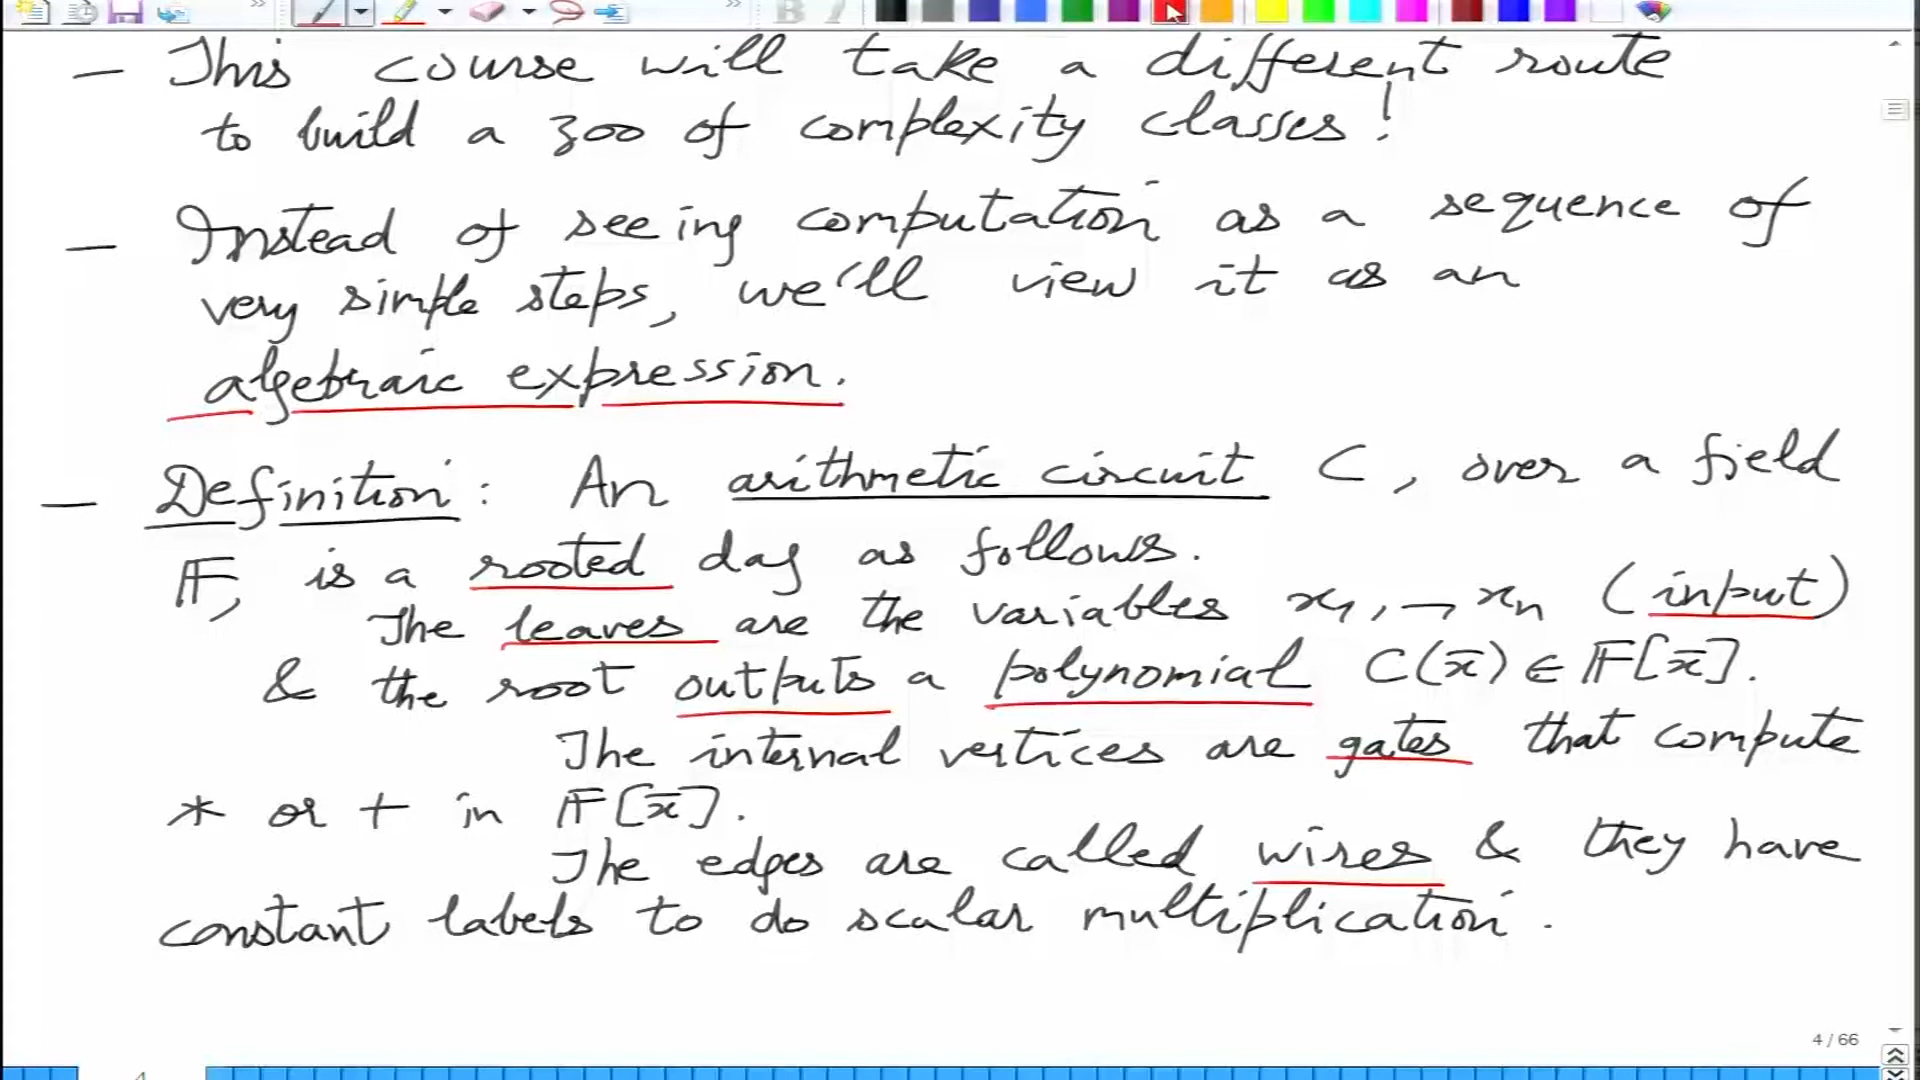 — This course will take a different route
to build a zoo of complexity classes!
— Instead of seeing computation as a sequence of
very simple steps, we'll view it as an
algebraic expression.
— Definition: An arithmetic circuit C, over a field
𝔽, is a rooted dag as follows.
The leaves are the variables x₁, — xₙ (input)
& the root outputs a polynomial C(x̄) ∈ 𝔽[x̄].
The internal vertices are gates that compute
* or + in 𝔽[x̄].
The edges are called wires & they have
constant labels to do scalar multiplication.
4 / 66
4